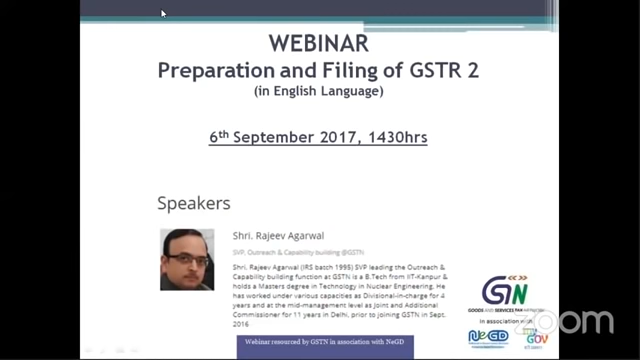 WEBINAR
Preparation and Filing of GSTR 2
(in English Language)
6th September 2017, 1430hrs
Speakers
Shri. Rajeev Agarwal
SVP, Outreach & Capability building @GSTN
Shri. Rajeev Agarwal (IRS batch 1995) SVP leading the Outreach &
Capability building function at GSTN is a B.Tech from IIT-Kanpur &
holds a Masters degree in Technology in Nuclear Engineering. He
has worked under various capacities as Divisional-in-charge for 4
years and at the mid-management level as Joint and Additional
Commissioner for 11 years in Delhi, prior to joining GSTN in Sept.
2016
GSTN
GOODS AND SERVICES TAX NETWORK
in association with
NeGD
GOV
zoom
Webinar resourced by GSTN in association with NeGD